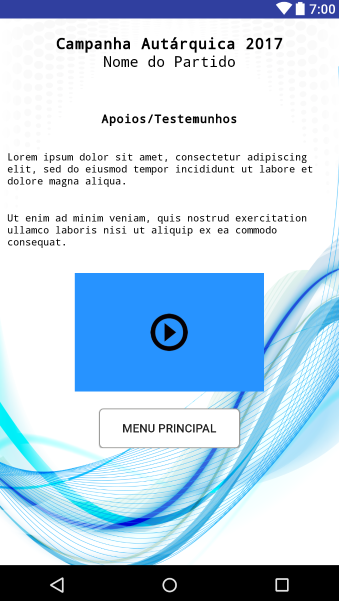 7:00
Campanha Autárquica 2017
Nome do Partido
Apoios/Testemunhos
Lorem ipsum dolor sit amet, consectetur adipiscing
elit, sed do eiusmod tempor incididunt ut labore et
dolore magna aliqua.
Ut enim ad minim veniam, quis nostrud exercitation
ullamco laboris nisi ut aliquip ex ea commodo
consequat.
MENU PRINCIPAL